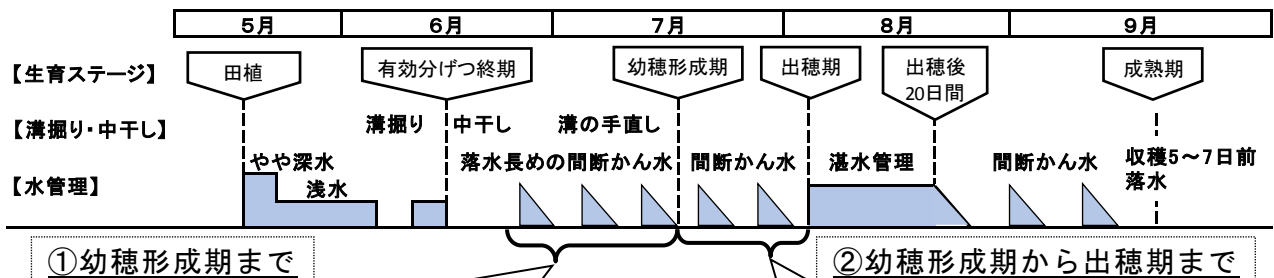 5月 6月 7月 8月 9月
【生育ステージ】 田植 有効分げつ終期 幼穂形成期 出穂期 出穂後 20日間 成熟期
【溝掘り・中干し】 溝掘り 中干し 溝の手直し
【水管理】 やや深水 浅水 落水長めの間断かん水 間断かん水 湛水管理 間断かん水 収穫5～7日前 落水
①幼穂形成期まで ②幼穂形成期から出穂期まで